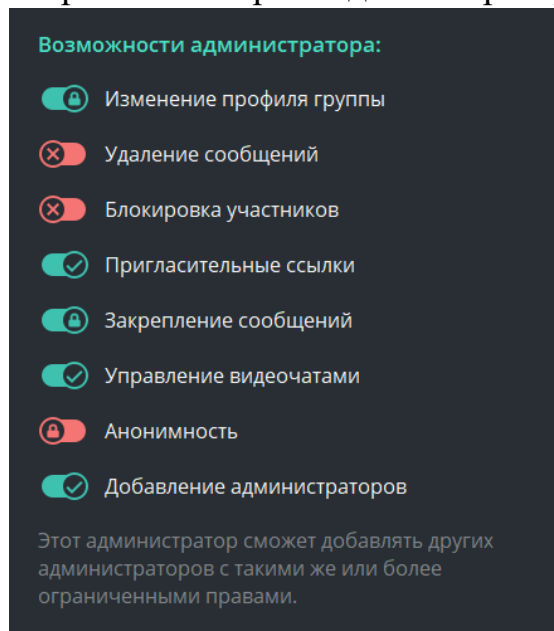 Возможности администратора:
Изменение профиля группы
Удаление сообщений
Блокировка участников
Пригласительные ссылки
Закрепление сообщений
Управление видеочатами
Анонимность
Добавление администраторов
Этот администратор сможет добавлять других
администраторов с такими же или более
ограниченными правами.